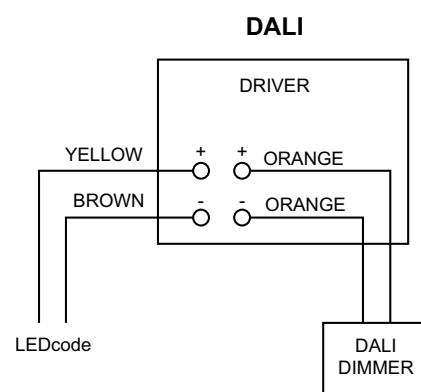 DALI
DRIVER
YELLOW + + ORANGE
BROWN - - ORANGE
LEDcode
DALI
DIMMER